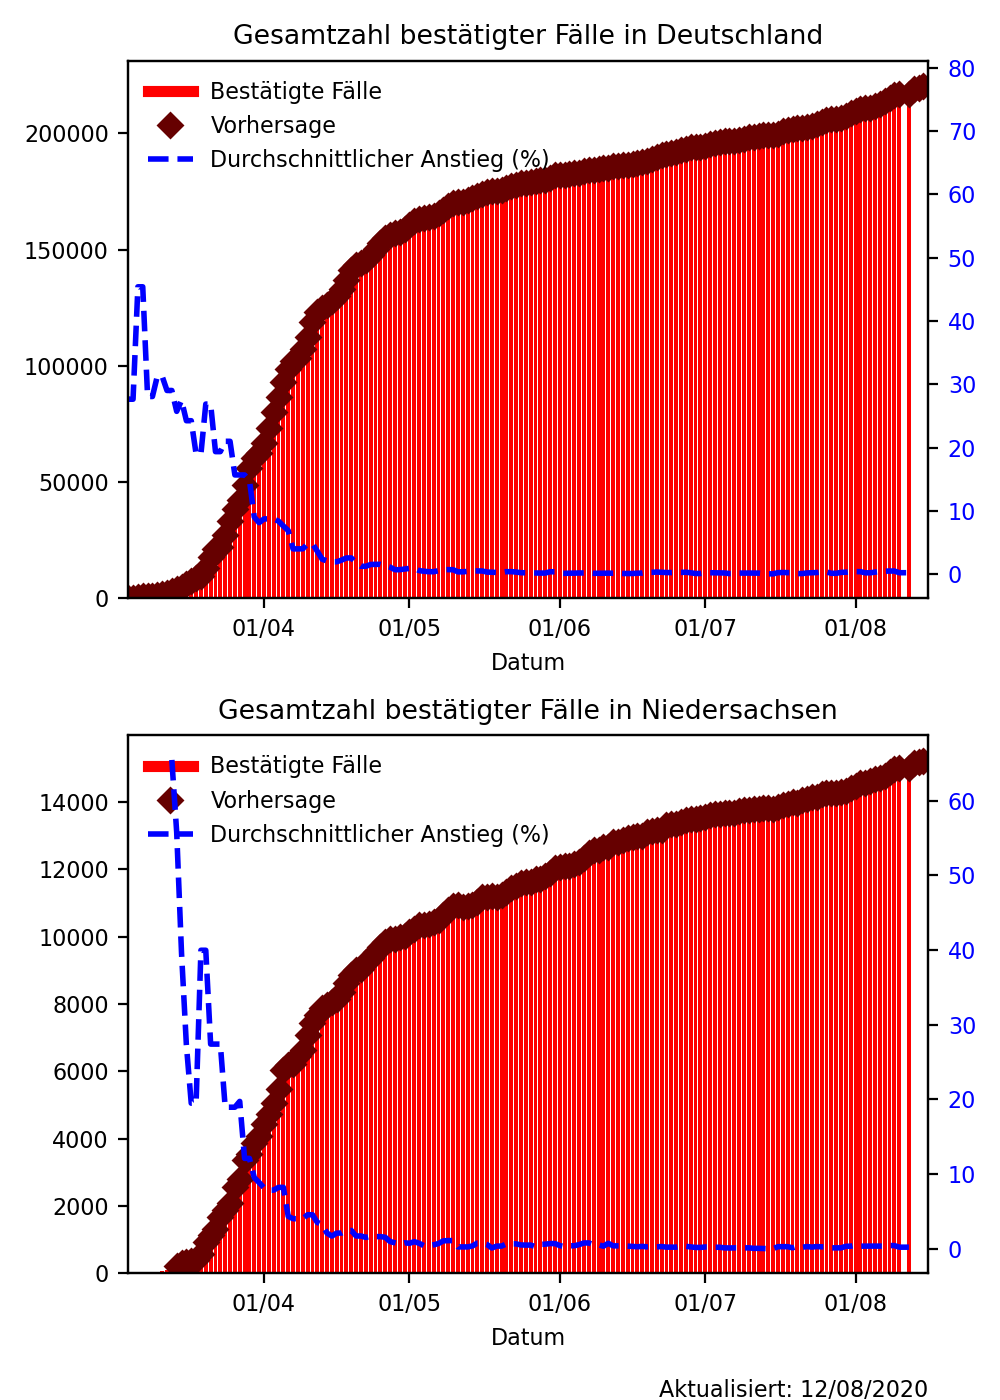 Gesamtzahl bestätigter Fälle in Deutschland
Bestätigte Fälle
Vorhersage
Durchschnittlicher Anstieg (%)
200000
150000
100000
50000
0
80
70
60
50
40
30
20
10
0
01/04 01/05 01/06 01/07 01/08
Datum
Gesamtzahl bestätigter Fälle in Niedersachsen
Bestätigte Fälle
Vorhersage
Durchschnittlicher Anstieg (%)
14000
12000
10000
8000
6000
4000
2000
0
60
50
40
30
20
10
0
01/04 01/05 01/06 01/07 01/08
Datum
Aktualisiert: 12/08/2020